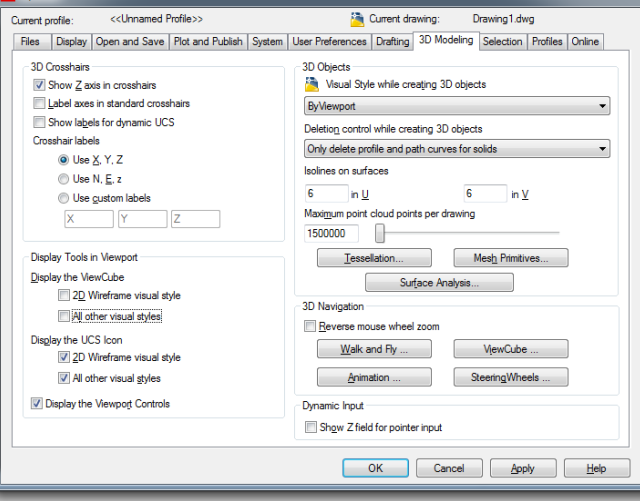 Current profile: <<Unnamed Profile>> Current drawing: Drawing1.dwg
Files Display Open and Save Plot and Publish System User Preferences Drafting 3D Modeling Selection Profiles Online
3D Crosshairs
Show Z axis in crosshairs
Label axes in standard crosshairs
Show labels for dynamic UCS
Crosshair labels
Use X, Y, Z
Use N, E, z
Use custom labels
X Y Z
Display Tools in Viewport
Display the ViewCube
2D Wireframe visual style
All other visual styles
Display the UCS Icon
2D Wireframe visual style
All other visual styles
Display the Viewport Controls
3D Objects
Visual Style while creating 3D objects
ByViewport
Deletion control while creating 3D objects
Only delete profile and path curves for solids
Isolines on surfaces
6 in U 6 in V
Maximum point cloud points per drawing
1500000
Tessellation... Mesh Primitives...
Surface Analysis...
3D Navigation
Reverse mouse wheel zoom
Walk and Fly ... ViewCube ...
Animation ... SteeringWheels ...
Dynamic Input
Show Z field for pointer input
OK Cancel Apply Help